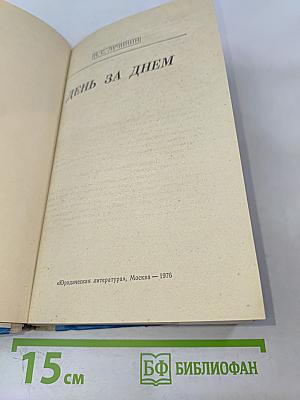 ДЕНЬ ЗА ДНЕМ
«Юридическая литература», Москва — 1976
15 см
БФ БИБЛИОФАН